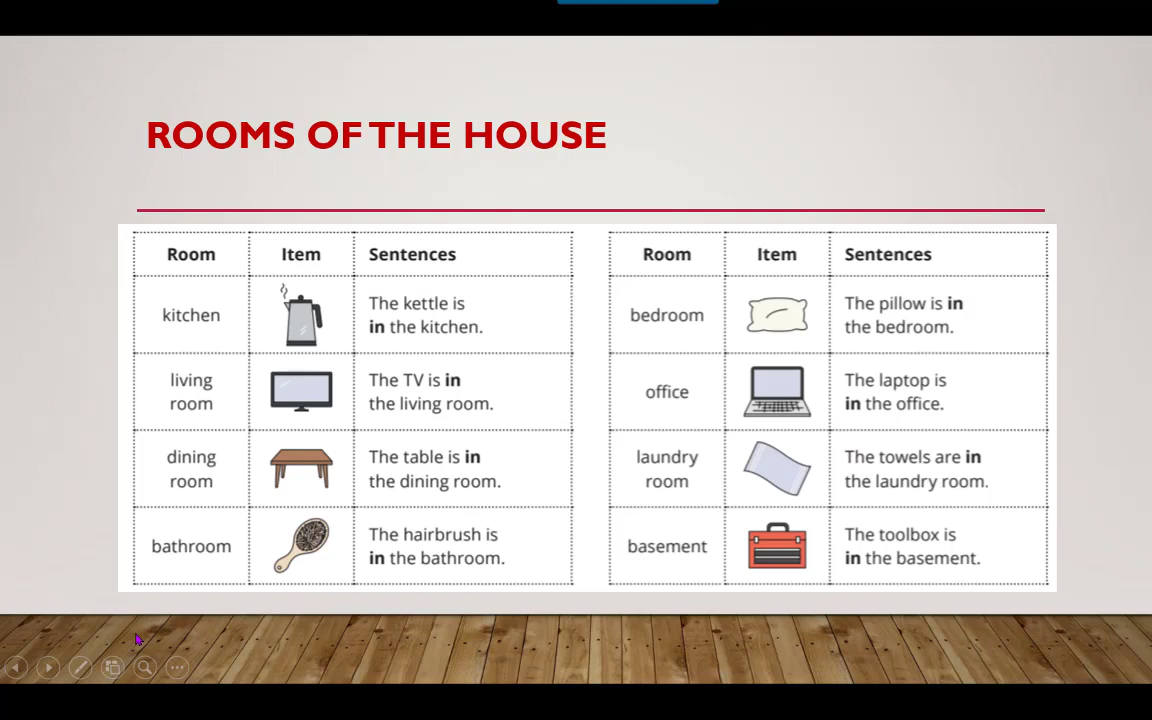 ROOMS OF THE HOUSE
Room Item Sentences
kitchen
The kettle is
in the kitchen.
living
room
The TV is in
the living room.
dining
room
The table is in
the dining room.
bathroom
The hairbrush is
in the bathroom.
Room Item Sentences
bedroom
The pillow is in
the bedroom.
office
The laptop is
in the office.
laundry
room
The towels are in
the laundry room.
basement
The toolbox is
in the basement.